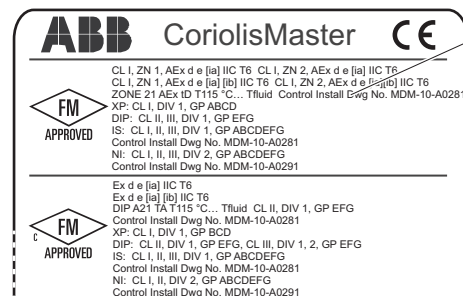 ABB CoriolisMaster CE
CL I, ZN 1, AEx d e [ia] IIC T6 CL I, ZN 2, AEx d e [ia] IIC T6
CL I, ZN 1, AEx d e [ia] [ib] IIC T6 CL I, ZN 2, AEx d e [ia][ib] IIC T6
ZONE 21 AEx tD T115 °C... Tfluid Control Install Dwg No. MDM-10-A0281
XP: CL I, DIV 1, GP ABCD
DIP: CL II, III, DIV 1, GP EFG
IS: CL I, II, III, DIV 1, GP ABCDEFG
Control Install Dwg No. MDM-10-A0281
NI: CL I, II, III, DIV 2, GP ABCDEFG
Control Install Dwg No. MDM-10-A0291
FM
APPROVED
Ex d e [ia] IIC T6
Ex d e [ia] [ib] IIC T6
DIP A21 TA T115 °C... Tfluid CL II, DIV 1, GP EFG
Control Install Dwg No. MDM-10-A0281
XP: CL I, DIV 1, GP BCD
DIP: CL II, DIV 1, GP EFG, CL III, DIV 1, 2, GP EFG
IS: CL I, II, III, DIV 1, GP ABCDEFG
Control Install Dwg No. MDM-10-A0281
NI: CL I, II, DIV 2, GP ABCDEFG
Control Install Dwg No. MDM-10-A0291
FM
C
APPROVED